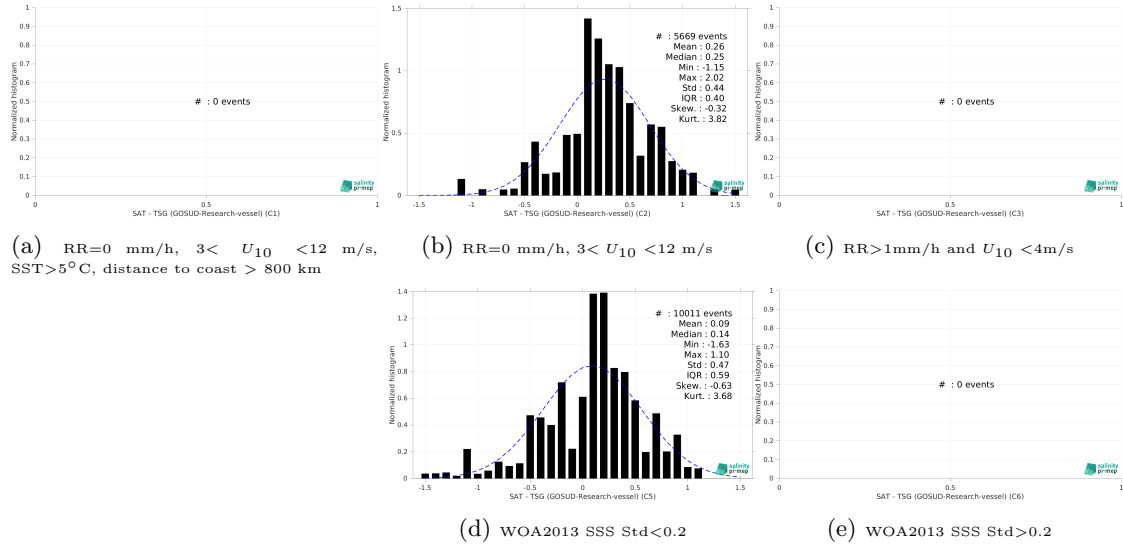 1
0.9
0.8
0.7
0.6
0.5
0.4
0.3
0.2
0.1
0
Normalized histogram
# : 0 events
salinity
pi-mep
0 0.5 1
SAT - TSG (GOSUD-Research-vessel) (C1)
(a) RR=0 mm/h, 3< U10 <12 m/s,
SST>5°C, distance to coast > 800 km
1.5
1
0.5
0
Normalized histogram
# : 5669 events
Mean : 0.26
Median : 0.25
Min : -1.15
Max : 2.02
Std : 0.44
IQR : 0.40
Skew. : -0.32
Kurt. : 3.82
salinity
pi-mep
-1.5 -1 -0.5 0 0.5 1 1.5
SAT - TSG (GOSUD-Research-vessel) (C2)
(b) RR=0 mm/h, 3< U10 <12 m/s
1
0.9
0.8
0.7
0.6
0.5
0.4
0.3
0.2
0.1
0
Normalized histogram
# : 0 events
salinity
pi-mep
0 0.5 1
SAT - TSG (GOSUD-Research-vessel) (C3)
(c) RR>1mm/h and U10 <4m/s
1.4
1.2
1
0.8
0.6
0.4
0.2
0
Normalized histogram
# : 10011 events
Mean : 0.09
Median : 0.14
Min : -1.63
Max : 1.10
Std : 0.47
IQR : 0.59
Skew. : -0.63
Kurt. : 3.68
salinity
pi-mep
-1.5 -1 -0.5 0 0.5 1 1.5
SAT - TSG (GOSUD-Research-vessel) (C5)
(d) WOA2013 SSS Std<0.2
1
0.9
0.8
0.7
0.6
0.5
0.4
0.3
0.2
0.1
0
Normalized histogram
# : 0 events
salinity
pi-mep
0 0.5 1
SAT - TSG (GOSUD-Research-vessel) (C6)
(e) WOA2013 SSS Std>0.2